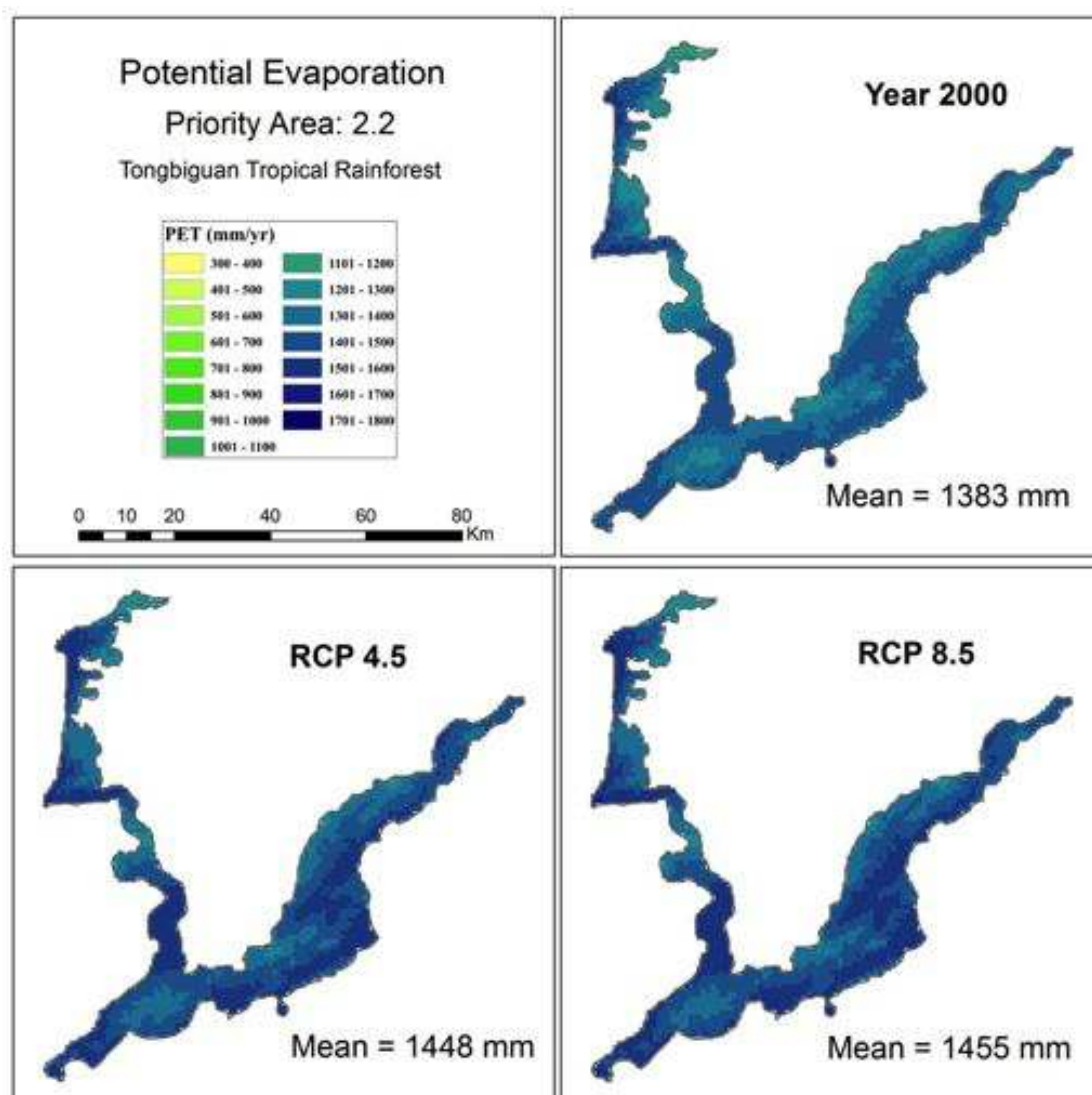 Potential Evaporation
Priority Area: 2.2
Tongbiguan Tropical Rainforest
PET (mm/yr)
300 - 400
401 - 500
501 - 600
601 - 700
701 - 800
801 - 900
901 - 1000
1001 - 1100
1101 - 1200
1201 - 1300
1301 - 1400
1401 - 1500
1501 - 1600
1601 - 1700
1701 - 1800
0 10 20 40 60 80
Km
Year 2000
Mean = 1383 mm
RCP 4.5
Mean = 1448 mm
RCP 8.5
Mean = 1455 mm